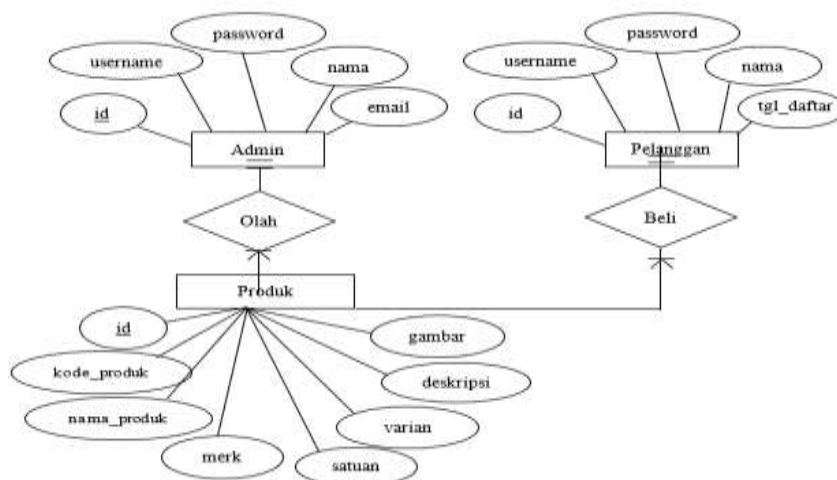 password
username
nama
id
email
Admin
Olah
password
username
nama
id
tgl_daftar
Pelanggan
Beli
Produk
id
kode_produk
nama_produk
merk
satuan
varian
deskripsi
gambar